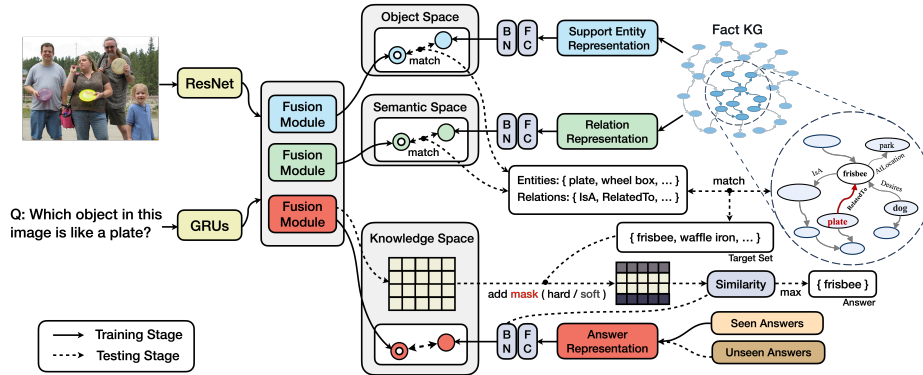 Object Space
match
B N
F C
Support Entity
Representation
Fact KG
ResNet
Fusion
Module
Semantic Space
match
B N
F C
Relation
Representation
Fusion
Module
Entities: { plate, wheel box, … }
Relations: { IsA, RelatedTo, … }
match
park
AtLocation
frisbee
IsA
Desires
RelatedTo
dog
plate
Q: Which object in this
image is like a plate?
GRUs
Fusion
Module
Knowledge Space
{ frisbee, waffle iron, … }
Target Set
add mask ( hard / soft )
Similarity
max
{ frisbee }
Answer
B N
F C
Answer
Representation
Seen Answers
Unseen Answers
Training Stage
Testing Stage